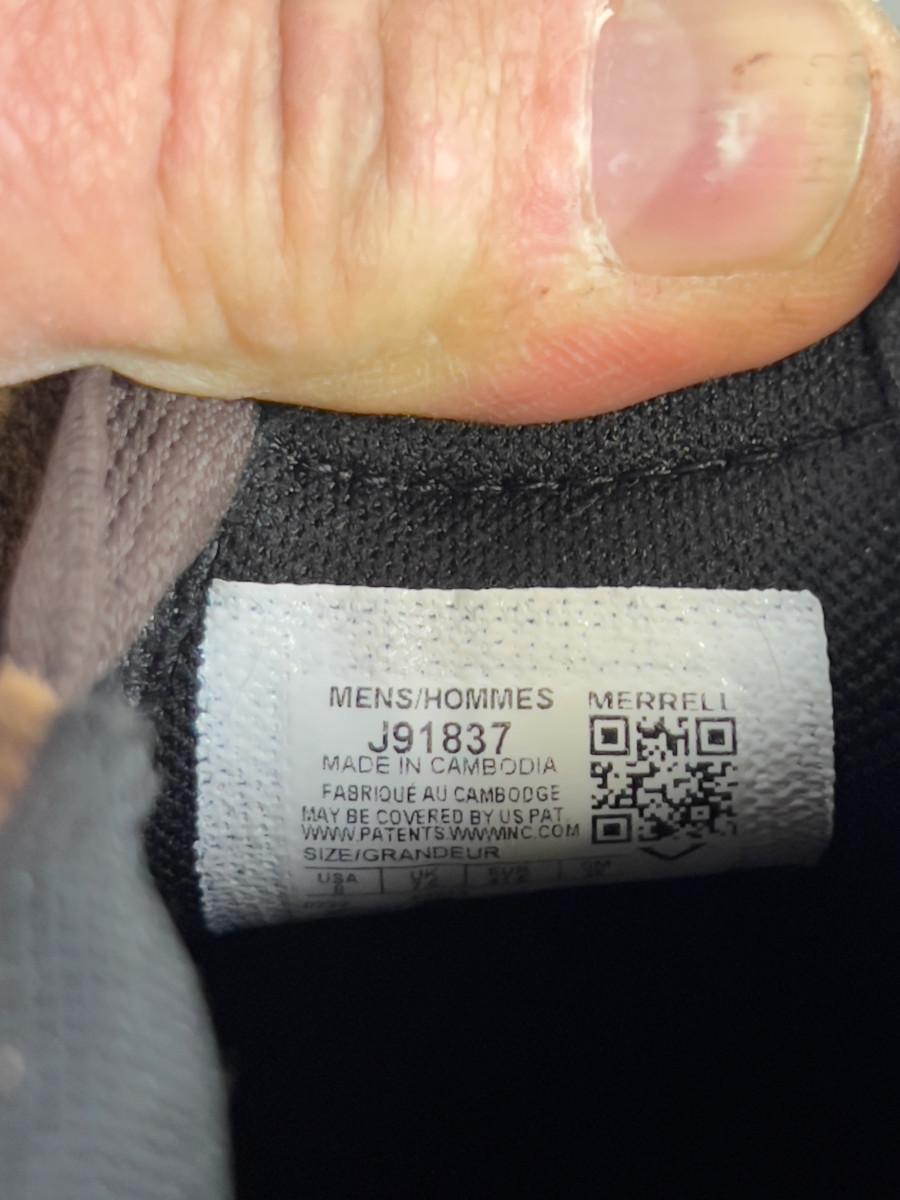 MENS/HOMMES
J91837
MADE IN CAMBODIA
FABRIQUÉ AU CAMBODGE
MAY BE COVERED BY US PAT.
WWW.PATENTS.WWWINC.COM
SIZE/GRANDEUR
USA UK EUR CM
MERRELL